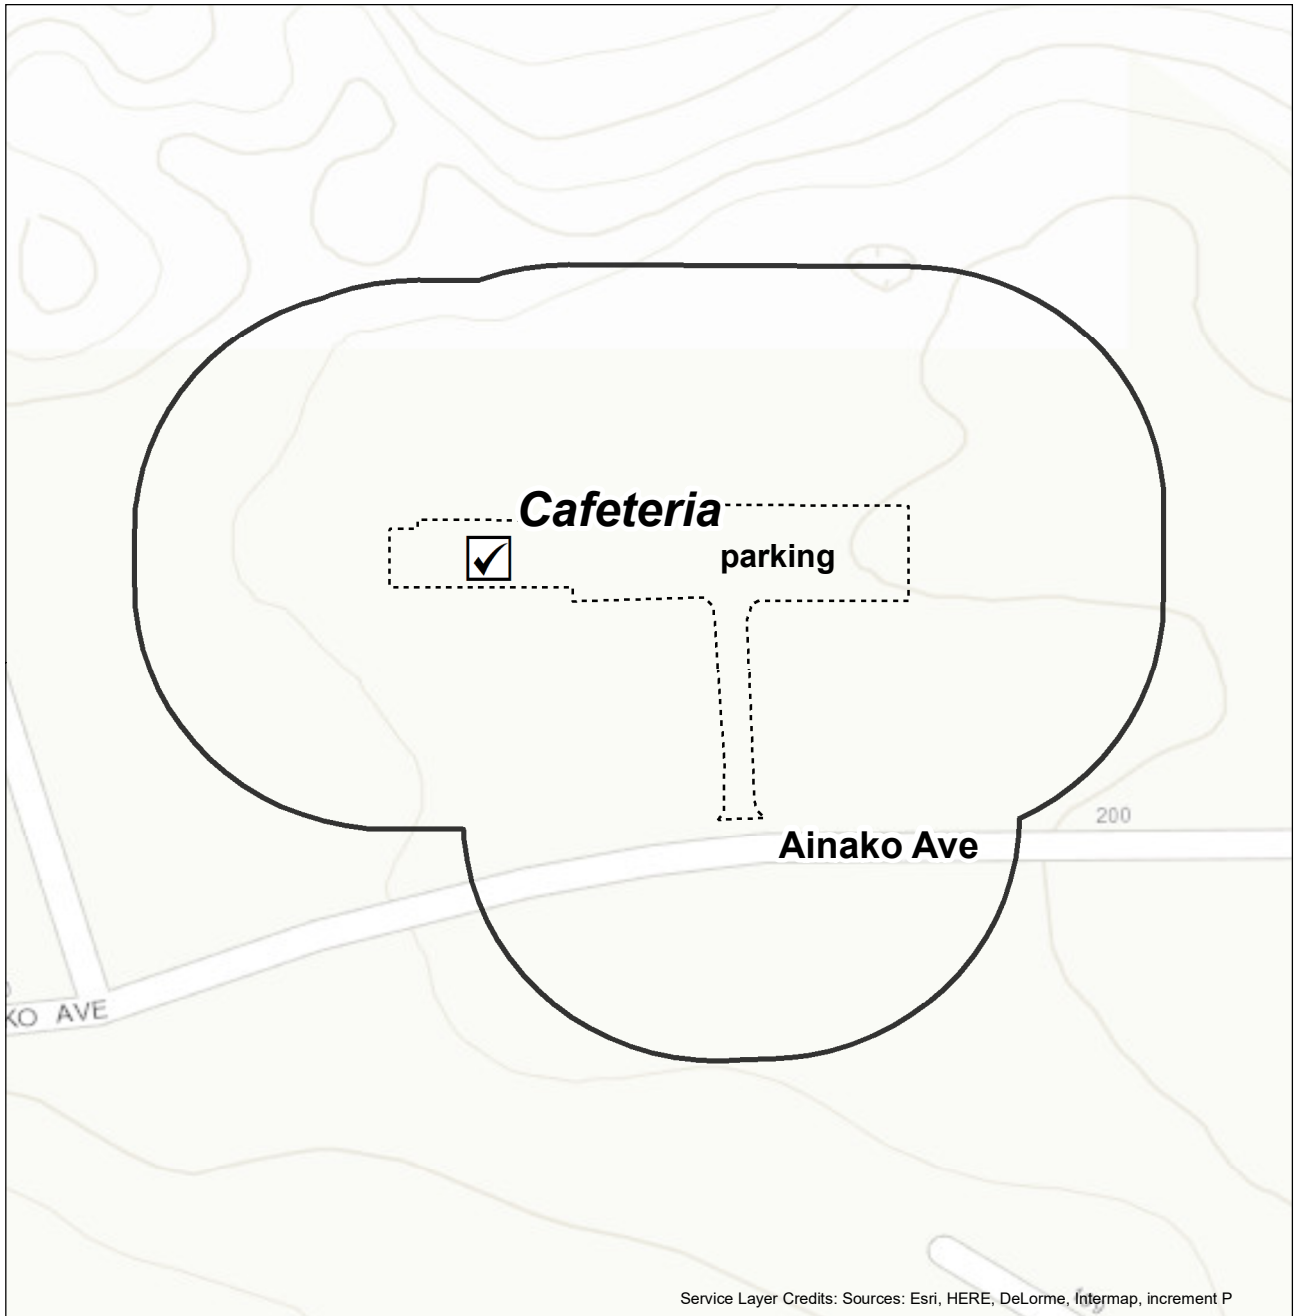 Cafeteria
parking
200
Ainako Ave
KO AVE
Service Layer Credits: Sources: Esri, HERE, DeLorme, Intermap, increment P